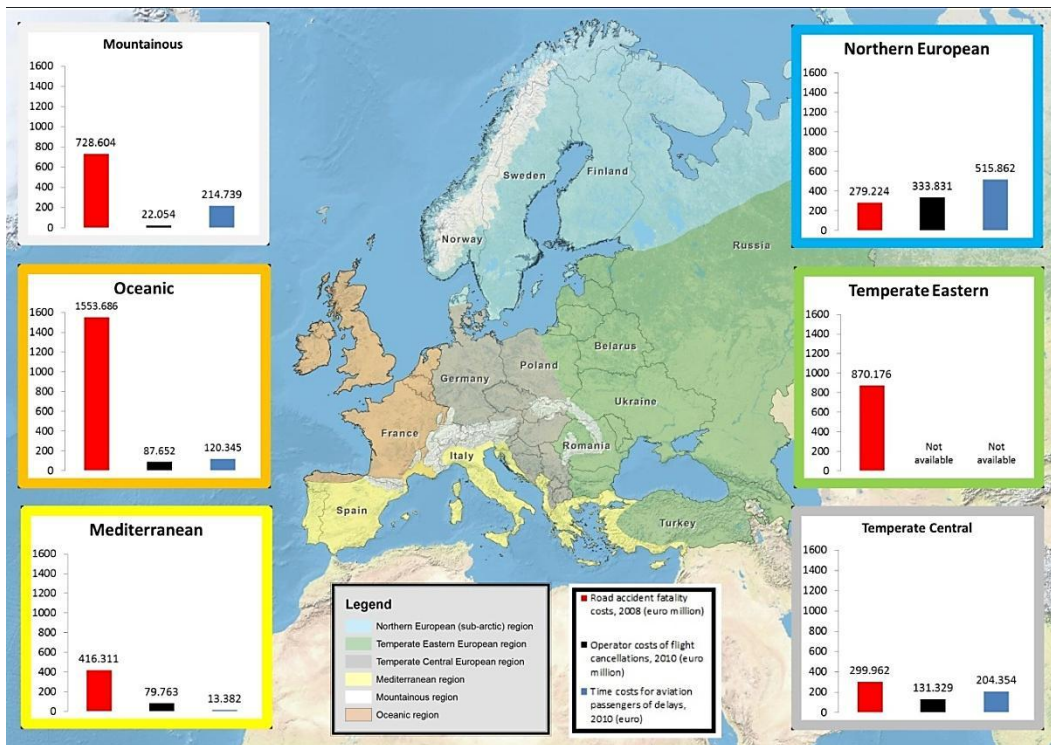 Mountainous
1600
1400
1200
1000
800
600
400
200
0
728.604
22.054
214.739
Oceanic
1553.686
1600
1400
1200
1000
800
600
400
200
0
87.652
120.345
Mediterranean
1600
1400
1200
1000
800
600
400
200
0
416.311
79.763
13.382
Sweden
Finland
Norway
Russia
Belarus
Poland
Germany
Ukraine
France
Romania
Italy
Spain
Turkey
Legend
Northern European (sub-arctic) region
Temperate Eastern European region
Temperate Central European region
Mediterranean region
Mountainous region
Oceanic region
Road accident fatality
costs, 2008 (euro million)
Operator costs of flight
cancellations, 2010 (euro
million)
Time costs for aviation
passengers of delays,
2010 (euro)
Northern European
1600
1400
1200
1000
800
600
400
200
0
279.224
333.831
515.862
Temperate Eastern
1600
1400
1200
1000
800
600
400
200
0
870.176
Not
available
Not
available
Temperate Central
1600
1400
1200
1000
800
600
400
200
0
299.962
131.329
204.354